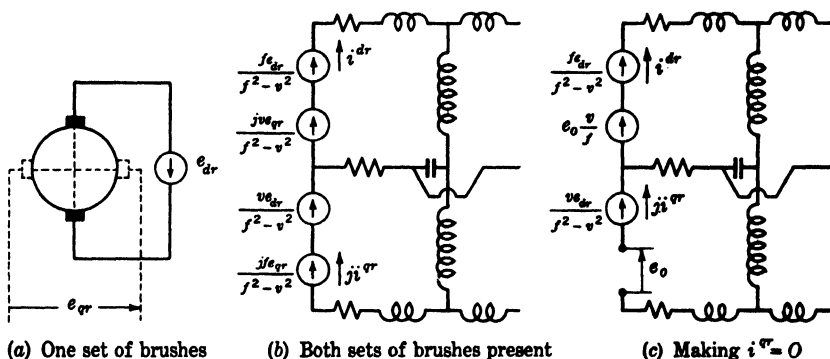 e_dr
e_qr
(a) One set of brushes
fe_dr / f² − v²
i^dr
jve_qr / f² − v²
ve_dr / f² − v²
jfe_qr / f² − v²
ji^qr
(b) Both sets of brushes present
fe_dr / f² − v²
i^dr
e₀ v/f
ve_dr / f² − v²
ji^qr
e₀
(c) Making i^qr = 0